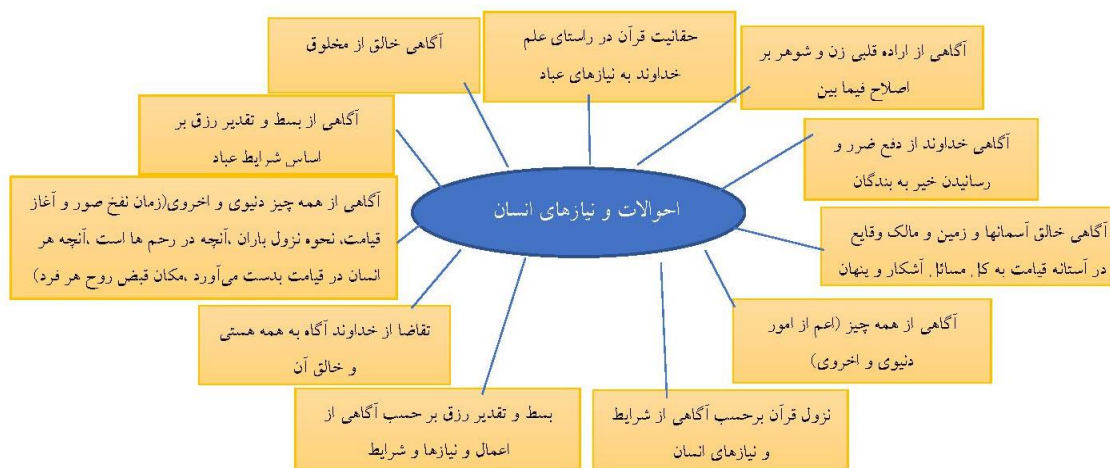 حقانیت قرآن در راستای علم
خداوند به نیازهای عباد
آگاهی از اراده قلبی زن و شوهر بر
اصلاح فیما بین
آگاهی خداوند از دفع ضرر و
رسانیدن خیر به بندگان
آگاهی خالق آسمانها و زمین و مالک وقایع
در آستانه قیامت به کل مسائل آشکار و پنهان
آگاهی از همه چیز (اعم از امور
دنیوی و اخروی)
نزول قرآن برحسب آگاهی از شرایط
و نیازهای انسان
بسط و تقدیر رزق بر حسب آگاهی از
اعمال و نیازها و شرایط
تقاضا از خداوند آگاه به همه هستی
و خالق آن
آگاهی از همه چیز دنیوی و اخروی(زمان نفخ صور و آغاز
قیامت، نحوه نزول باران ،آنچه در رحم ها است ،آنچه هر
انسان در قیامت بدست می‌آورد ،مکان قبض روح هر فرد)
آگاهی از بسط و تقدیر رزق بر
اساس شرایط عباد
آگاهی خالق از مخلوق
احوالات و نیازهای انسان